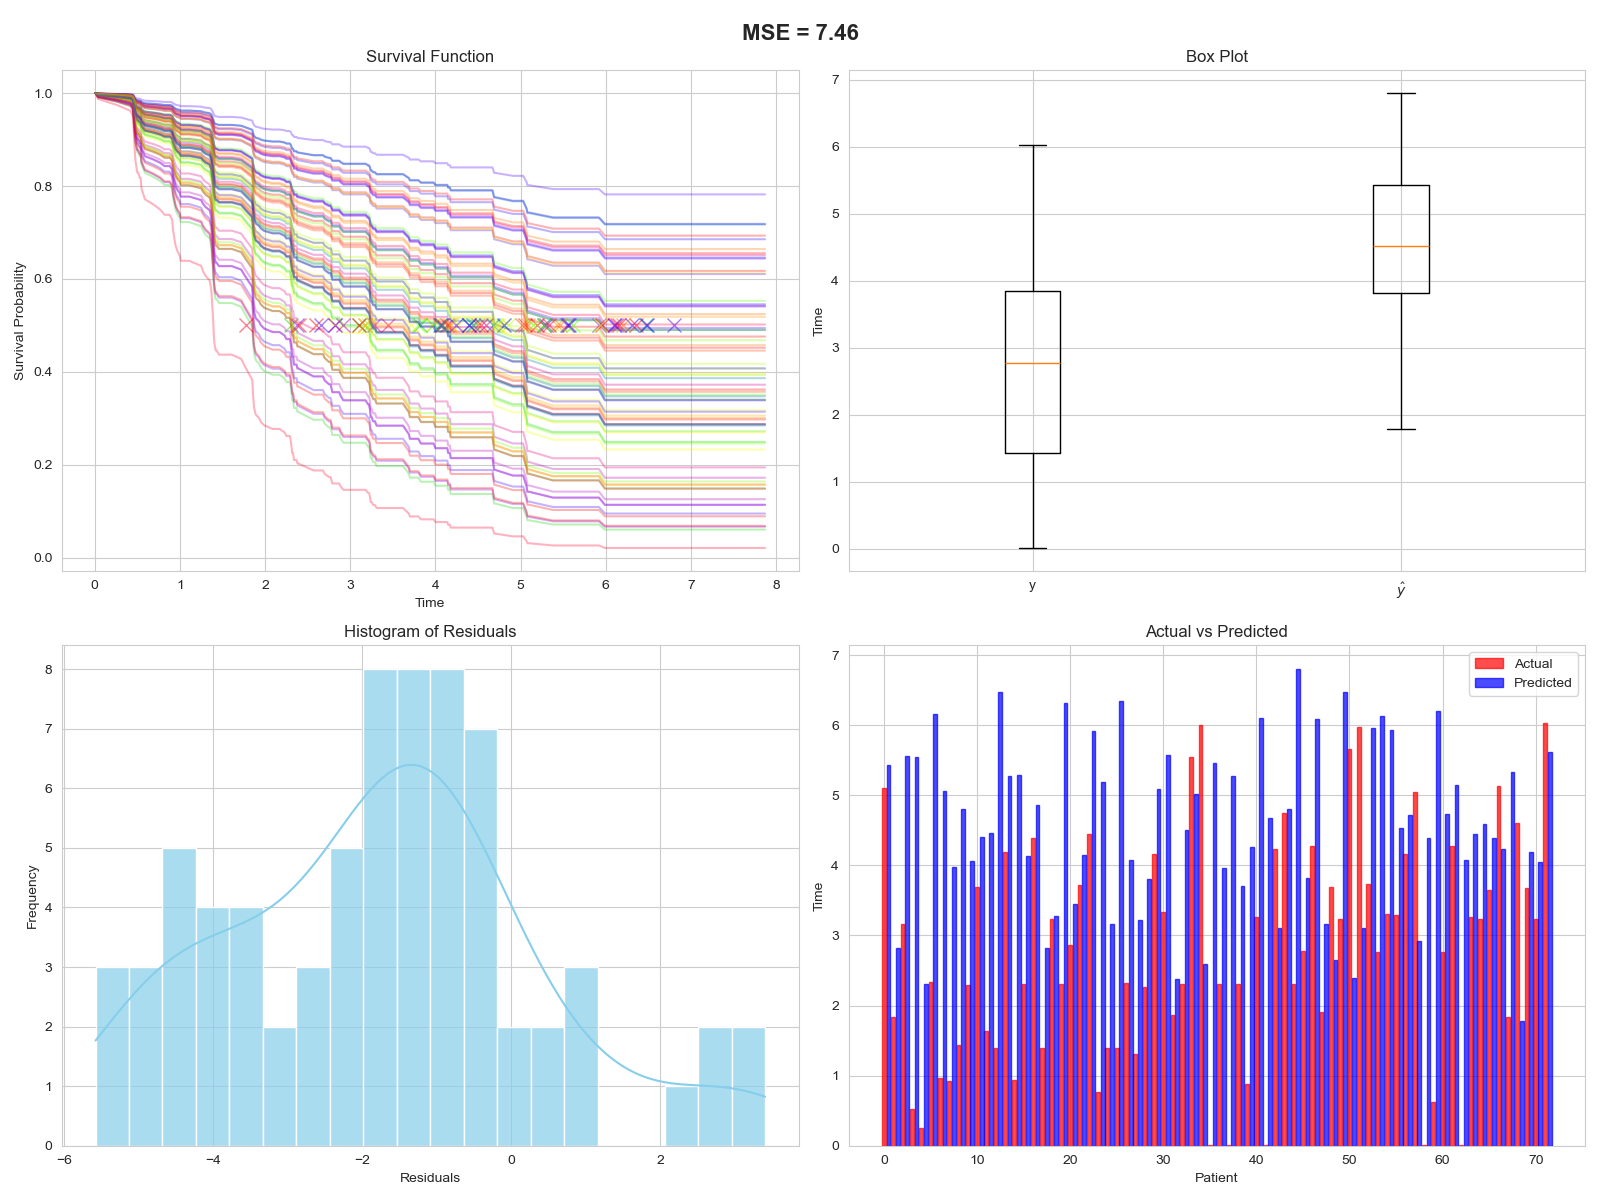 MSE = 7.46
Survival Function
1.0
0.8
0.6
0.4
0.2
0.0
Survival Probability
0 1 2 3 4 5 6 7 8
Time
Box Plot
7
6
5
4
3
2
1
0
Time
y ŷ
Histogram of Residuals
8
7
6
5
4
3
2
1
0
Frequency
−6 −4 −2 0 2
Residuals
Actual vs Predicted
Actual
Predicted
7
6
5
4
3
2
1
0
Time
0 10 20 30 40 50 60 70
Patient